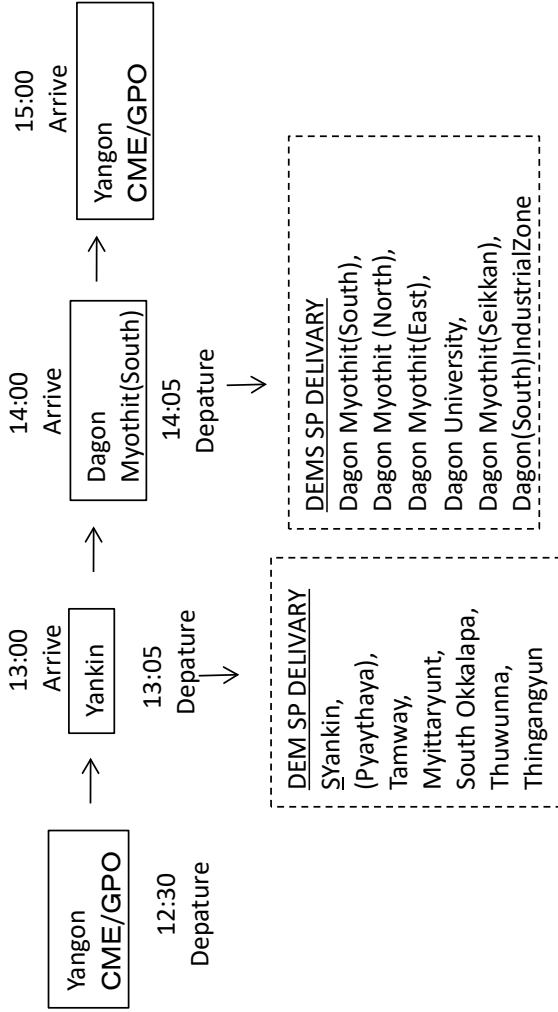 Yangon
CME/GPO
12:30
Depature
13:00
Arrive
Yankin
13:05
Depature
DEM SP DELIVARY
SYankin,
(Pyaythaya),
Tamway,
Myittaryunt,
South Okkalapa,
Thuwunna,
Thingangyun
14:00
Arrive
Dagon
Myothit(South)
14:05
Depature
DEMS SP DELIVARY
Dagon Myothit(South),
Dagon Myothit (North),
Dagon Myothit(East),
Dagon University,
Dagon Myothit(Seikkan),
Dagon(South)IndustrialZone
15:00
Arrive
Yangon
CME/GPO